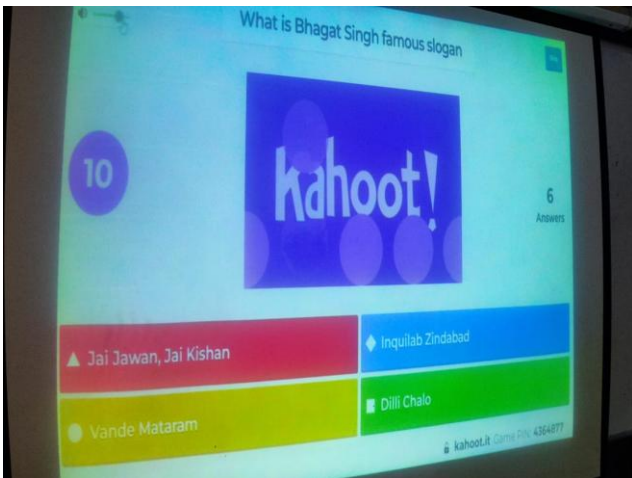 What is Bhagat Singh famous slogan
10
kahoot!
6
Answers
Jai Jawan, Jai Kishan
Inquilab Zindabad
Vande Mataram
Dilli Chalo
kahoot.it Game PIN: 4364877